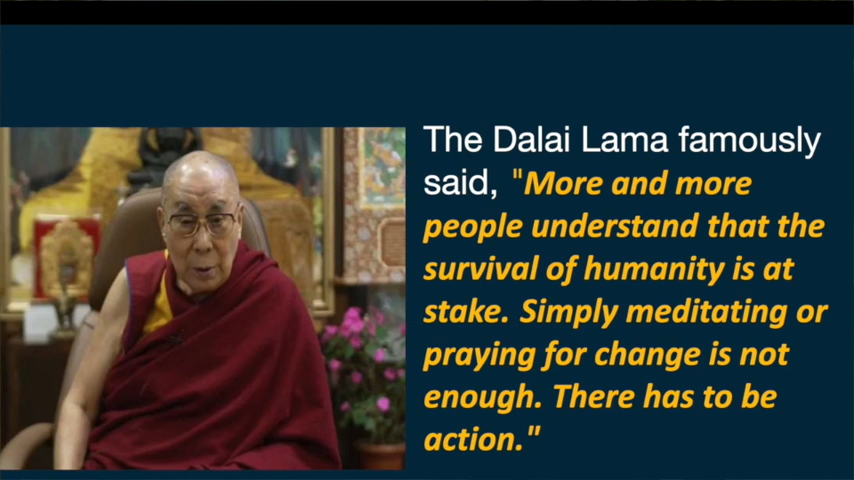 The Dalai Lama famously
said, "More and more
people understand that the
survival of humanity is at
stake. Simply meditating or
praying for change is not
enough. There has to be
action."